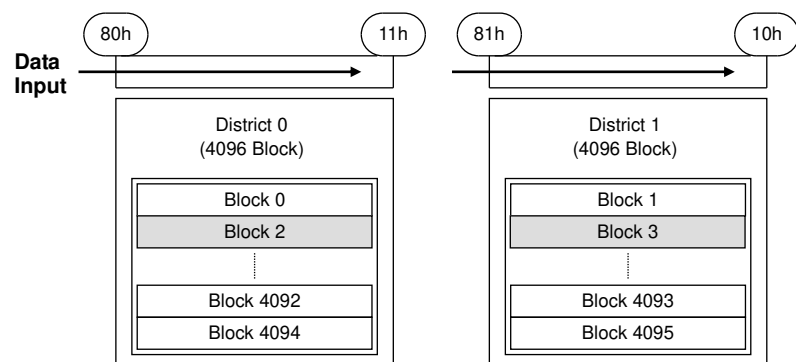 80h 11h 81h 10h
Data
Input
District 0
(4096 Block)
Block 0
Block 2
Block 4092
Block 4094
District 1
(4096 Block)
Block 1
Block 3
Block 4093
Block 4095